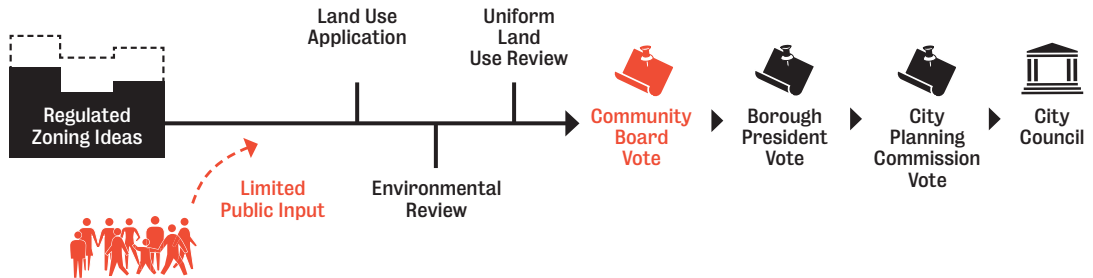 Regulated
Zoning Ideas
Limited
Public Input
Land Use
Application
Environmental
Review
Uniform
Land
Use Review
Community
Board
Vote
Borough
President
Vote
City
Planning
Commission
Vote
City
Council